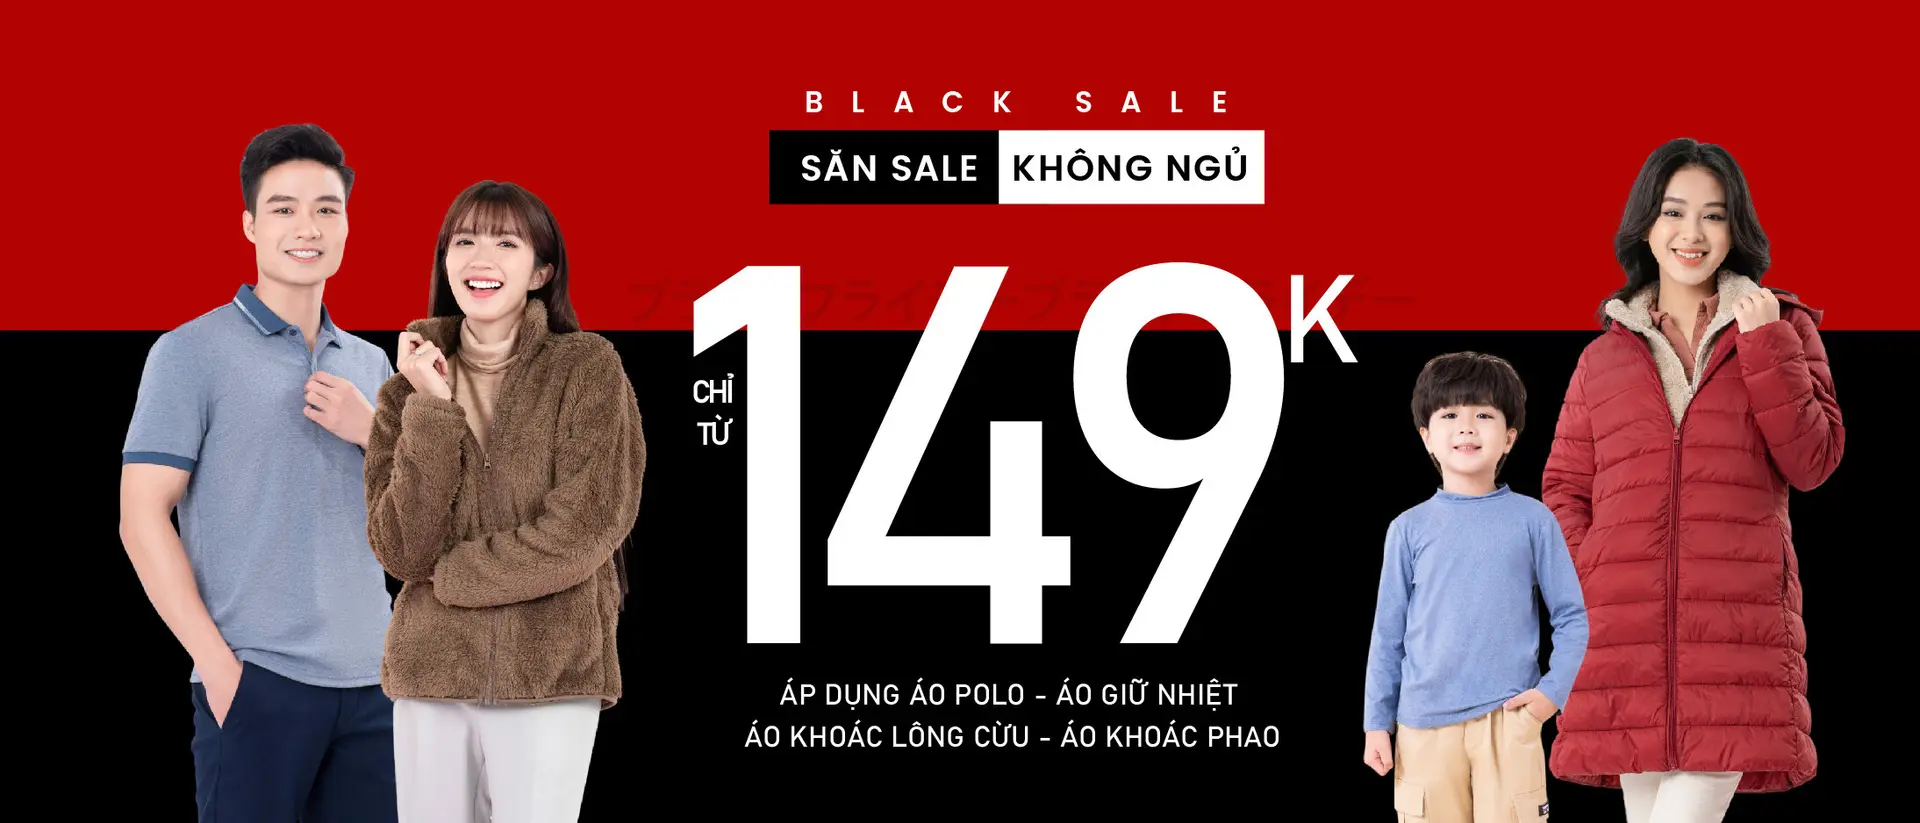 BLACK SALE
SĂN SALE KHÔNG NGỦ
CHỈ TỪ
149K
ÁP DỤNG ÁO POLO - ÁO GIỮ NHIỆT
ÁO KHOÁC LÔNG CỪU - ÁO KHOÁC PHAO